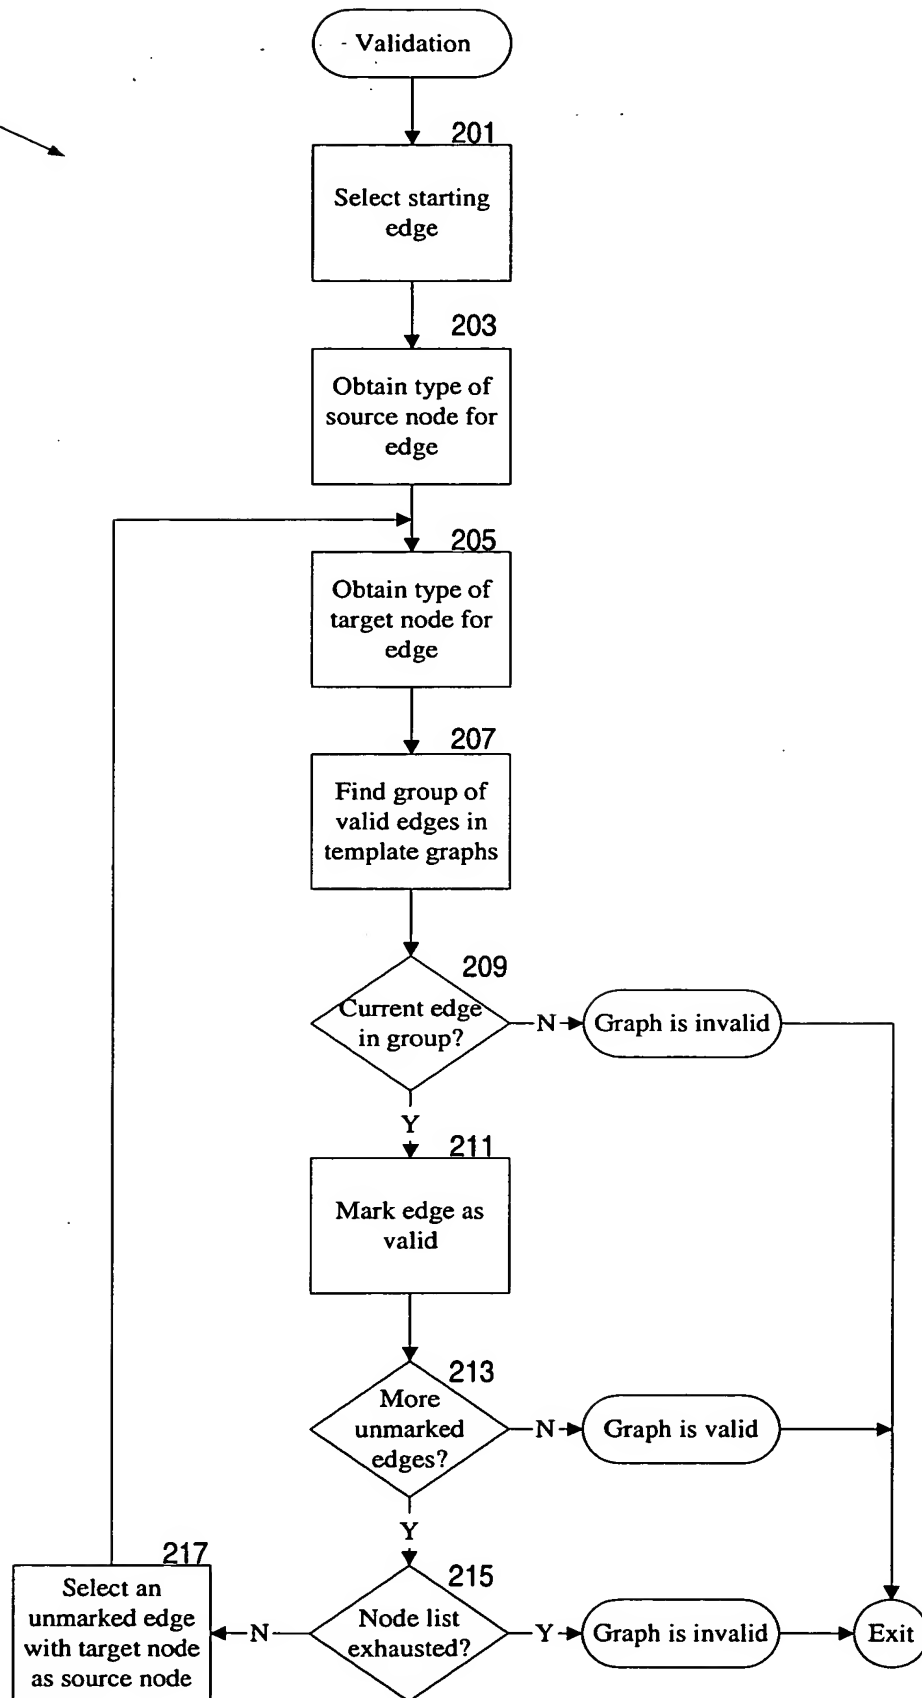 Validation
201
Select starting
edge
203
Obtain type of
source node for
edge
205
Obtain type of
target node for
edge
207
Find group of
valid edges in
template graphs
209
Current edge
in group?
N
Graph is invalid
Y
211
Mark edge as
valid
213
More
unmarked
edges?
N
Graph is valid
Y
217
Select an
unmarked edge
with target node
as source node
N
215
Node list
exhausted?
Y
Graph is invalid
Exit